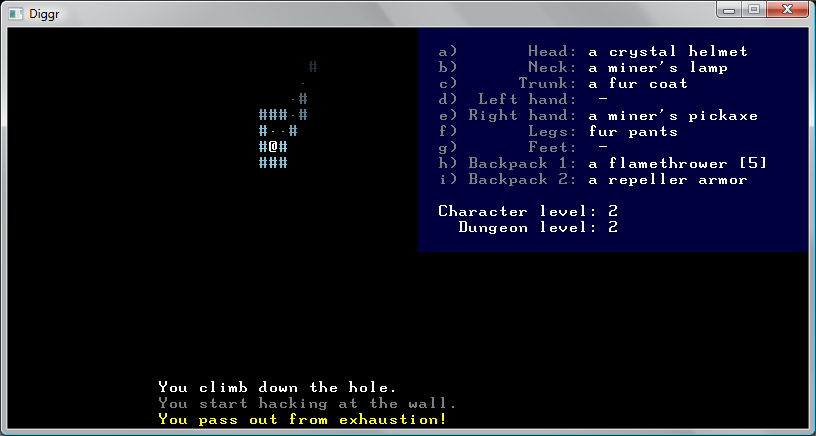 Diggr
#
·
·#
###·#
#··#
#@#
###
a) Head: a crystal helmet
b) Neck: a miner's lamp
c) Trunk: a fur coat
d) Left hand: -
e) Right hand: a miner's pickaxe
f) Legs: fur pants
g) Feet: -
h) Backpack 1: a flamethrower [5]
i) Backpack 2: a repeller armor
Character level: 2
Dungeon level: 2
You climb down the hole.
You start hacking at the wall.
You pass out from exhaustion!